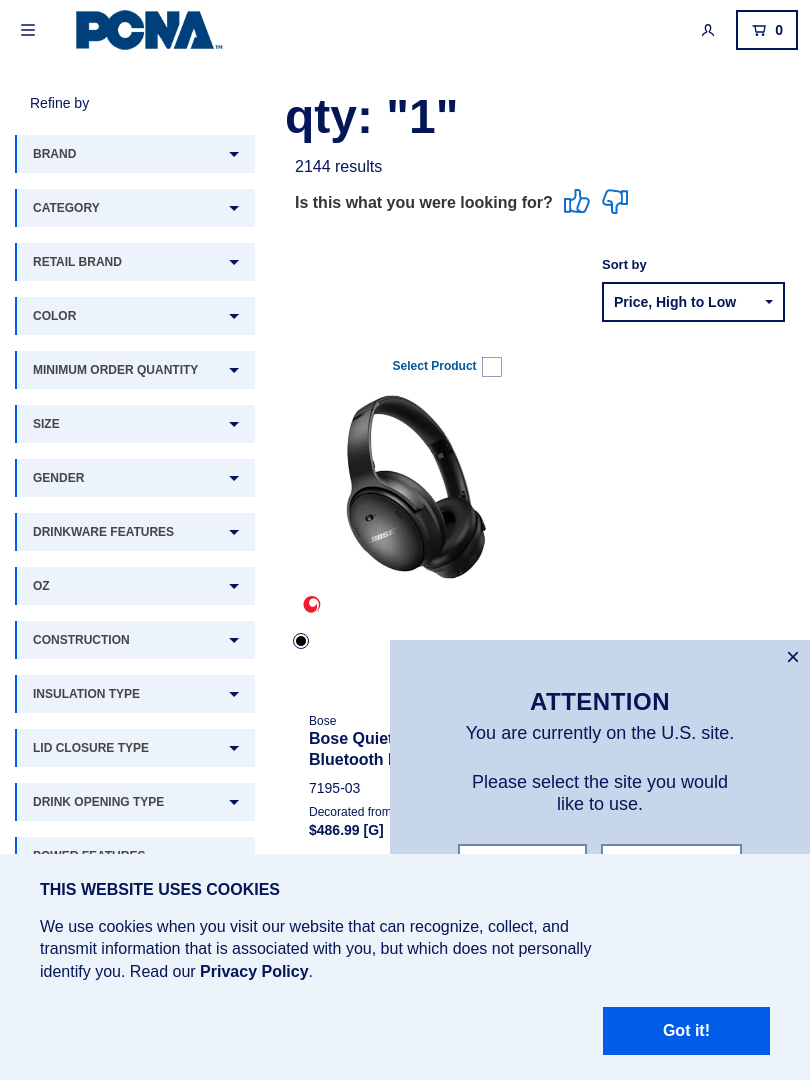 PCNA™
0
Refine by
BRAND
CATEGORY
RETAIL BRAND
COLOR
MINIMUM ORDER QUANTITY
SIZE
GENDER
DRINKWARE FEATURES
OZ
CONSTRUCTION
INSULATION TYPE
LID CLOSURE TYPE
DRINK OPENING TYPE
POWER FEATURES
qty: "1"
2144 results
Is this what you were looking for?
Sort by
Price, High to Low
Select Product
BOSE
Bose
Bose Quiet
Bluetooth
7195-03
Decorated from
$486.99 [G]
×
ATTENTION
You are currently on the U.S. site.
Please select the site you would
like to use.
THIS WEBSITE USES COOKIES
We use cookies when you visit our website that can recognize, collect, and
transmit information that is associated with you, but which does not personally
identify you. Read our Privacy Policy.
Got it!